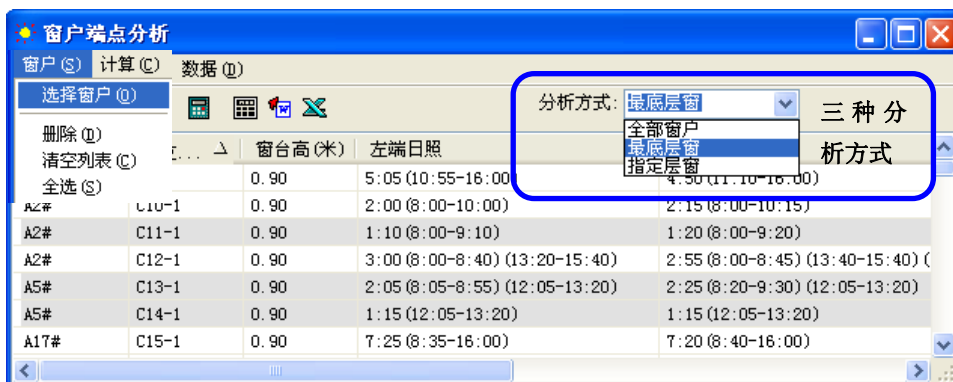 窗户端点分析
窗户(S) 计算(C) 数据(D)
选择窗户(Q)
删除(D)
清空列表(C)
全选(S)
分析方式: 最底层窗
全部窗户
最底层窗
指定层窗
三种分
析方式
窗台高(米) 左端日照
0.90 5:05(10:55-16:00)
A2# C10-1 0.90 2:00(8:00-10:00) 2:15(8:00-10:15)
A2# C11-1 0.90 1:10(8:00-9:10) 1:20(8:00-9:20)
A2# C12-1 0.90 3:00(8:00-8:40)(13:20-15:40) 2:55(8:00-8:45)(13:40-15:40)(
A5# C13-1 0.90 2:05(8:05-8:55)(12:05-13:20) 2:25(8:20-9:30)(12:05-13:20)
A5# C14-1 0.90 1:15(12:05-13:20) 1:15(12:05-13:20)
A17# C15-1 0.90 7:25(8:35-16:00) 7:20(8:40-16:00)